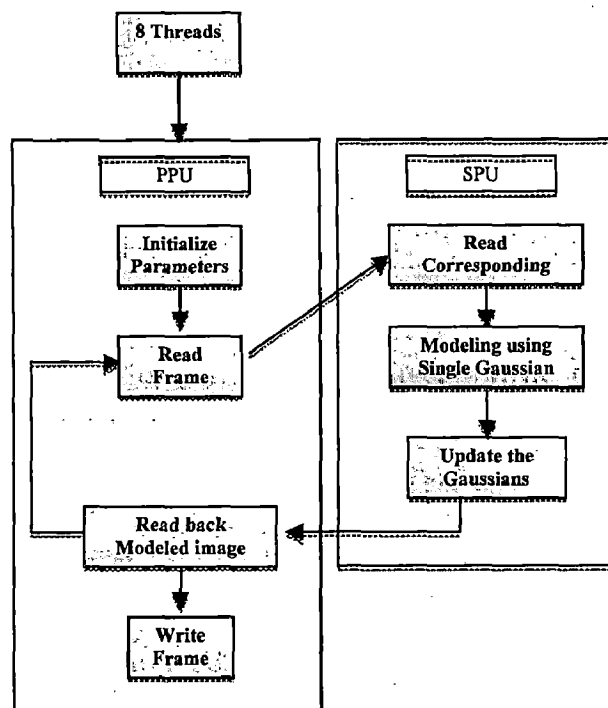 8 Threads
PPU
Initialize
Parameters
Read
Frame
Read back
Modeled image
Write
Frame
SPU
Read
Corresponding
Modeling using
Single Gaussian
Update the
Gaussians